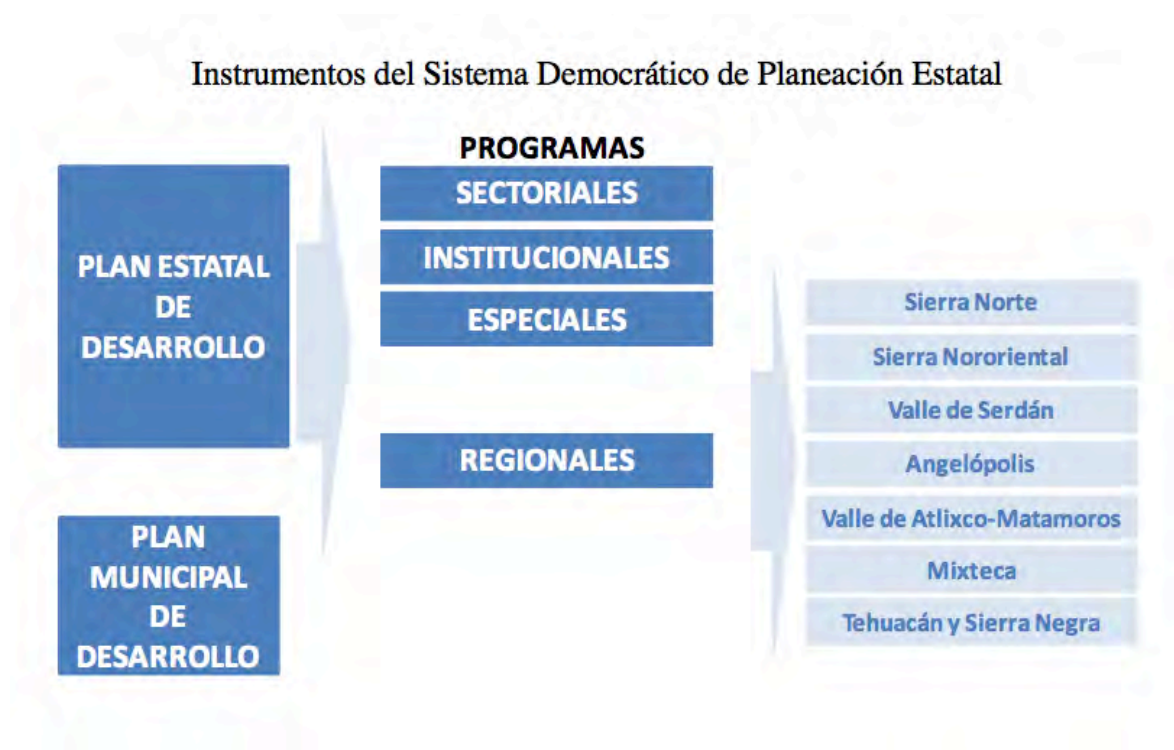 Instrumentos del Sistema Democrático de Planeación Estatal
PLAN ESTATAL
DE
DESARROLLO
PLAN
MUNICIPAL
DE
DESARROLLO
PROGRAMAS
SECTORIALES
INSTITUCIONALES
ESPECIALES
REGIONALES
Sierra Norte
Sierra Nororiental
Valle de Serdán
Angelópolis
Valle de Atlixco-Matamoros
Mixteca
Tehuacán y Sierra Negra